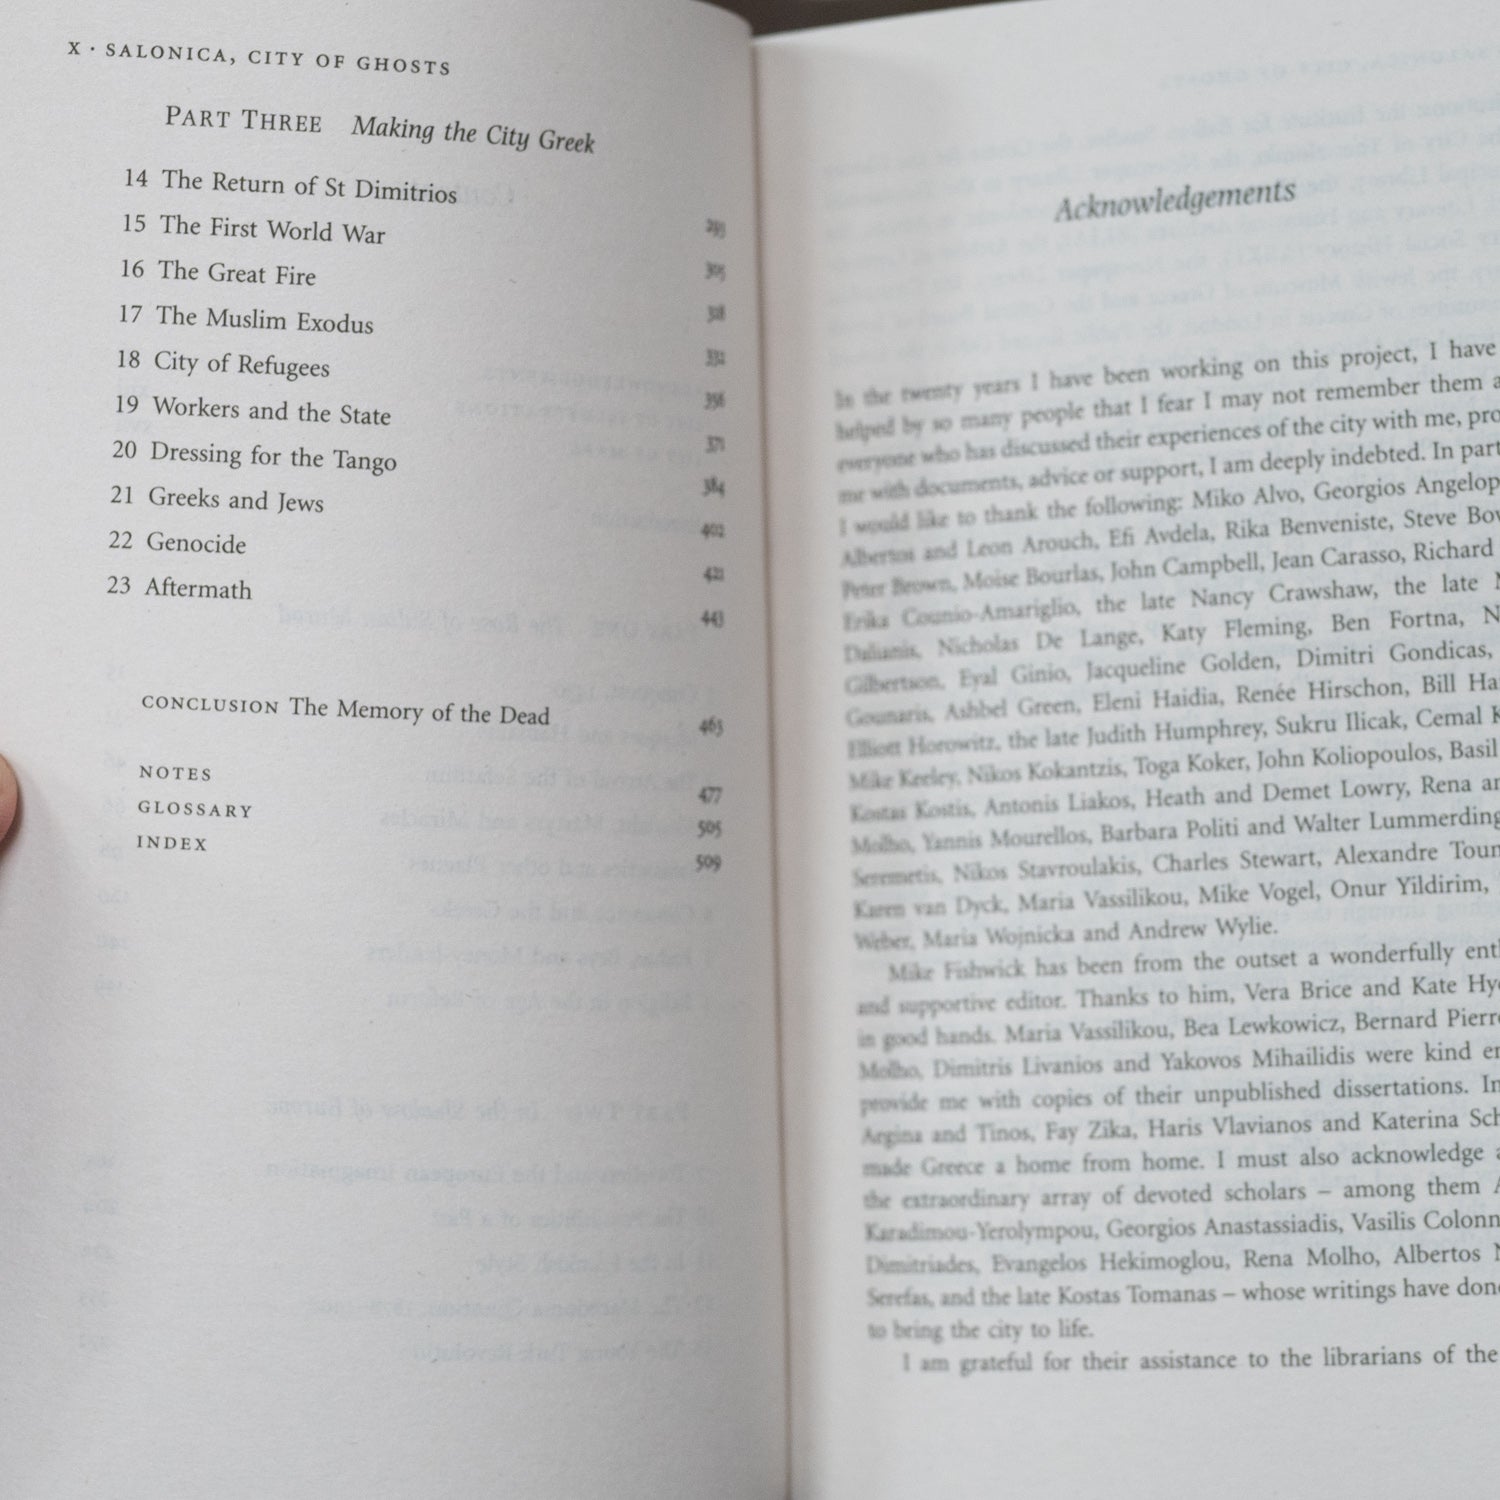 X · SALONICA, CITY OF GHOSTS
PART THREE Making the City Greek
14 The Return of St Dimitrios 293
15 The First World War 305
16 The Great Fire 318
17 The Muslim Exodus 332
18 City of Refugees 356
19 Workers and the State 371
20 Dressing for the Tango 384
21 Greeks and Jews 402
22 Genocide 421
23 Aftermath 443
CONCLUSION The Memory of the Dead 463
NOTES 477
GLOSSARY 505
INDEX 509
Acknowledgements
In the twenty years I have been working on this project, I have
helped by so many people that I fear I may not remember them
everyone who has discussed their experiences of the city with me,
me with documents, advice or support, I am deeply indebted. In
I would like to thank the following: Miko Alvo, Georgios
Albertos and Leon Arouch, Efi Avdela, Rika Benveniste, Steve
Peter Brown, Moise Bourlas, John Campbell, Jean Carasso, Richard
Erika Counio-Amariglio, the late Nancy Crawshaw, the late
Dalianis, Nicholas De Lange, Katy Fleming, Ben Fortna,
Gilbertson, Eyal Ginio, Jacqueline Golden, Dimitri Gondicas,
Gounaris, Ashbel Green, Eleni Haidia, Renée Hirschon, Bill
Elliott Horowitz, the late Judith Humphrey, Sukru Ilicak, Cemal
Mike Keeley, Nikos Kokantzis, Toga Koker, John Koliopoulos, Basil
Kostas Kostis, Antonis Liakos, Heath and Demet Lowry, Rena
Molho, Yannis Mourellos, Barbara Politi and Walter
Seremetis, Nikos Stavroulakis, Charles Stewart, Alexandre
Karen van Dyck, Maria Vassilikou, Mike Vogel, Onur Yildirim,
Weber, Maria Wojnicka and Andrew Wylie.
Mike Fishwick has been from the outset a wonderfully
and supportive editor. Thanks to him, Vera Brice and Kate
in good hands. Maria Vassilikou, Bea Lewkowicz, Bernard
Molho, Dimitris Livanios and Yakovos Mihailidis were kind
provide me with copies of their unpublished dissertations. In
Argina and Tinos, Fay Zika, Haris Vlavianos and Katerina
made Greece a home from home. I must also acknowledge
the extraordinary array of devoted scholars – among them
Karadimou-Yerolympou, Georgios Anastassiadis, Vasilis
Dimitriades, Evangelos Hekimoglou, Rena Molho, Albertos
Serefas, and the late Kostas Tomanas – whose writings have
to bring the city to life.
I am grateful for their assistance to the librarians of the